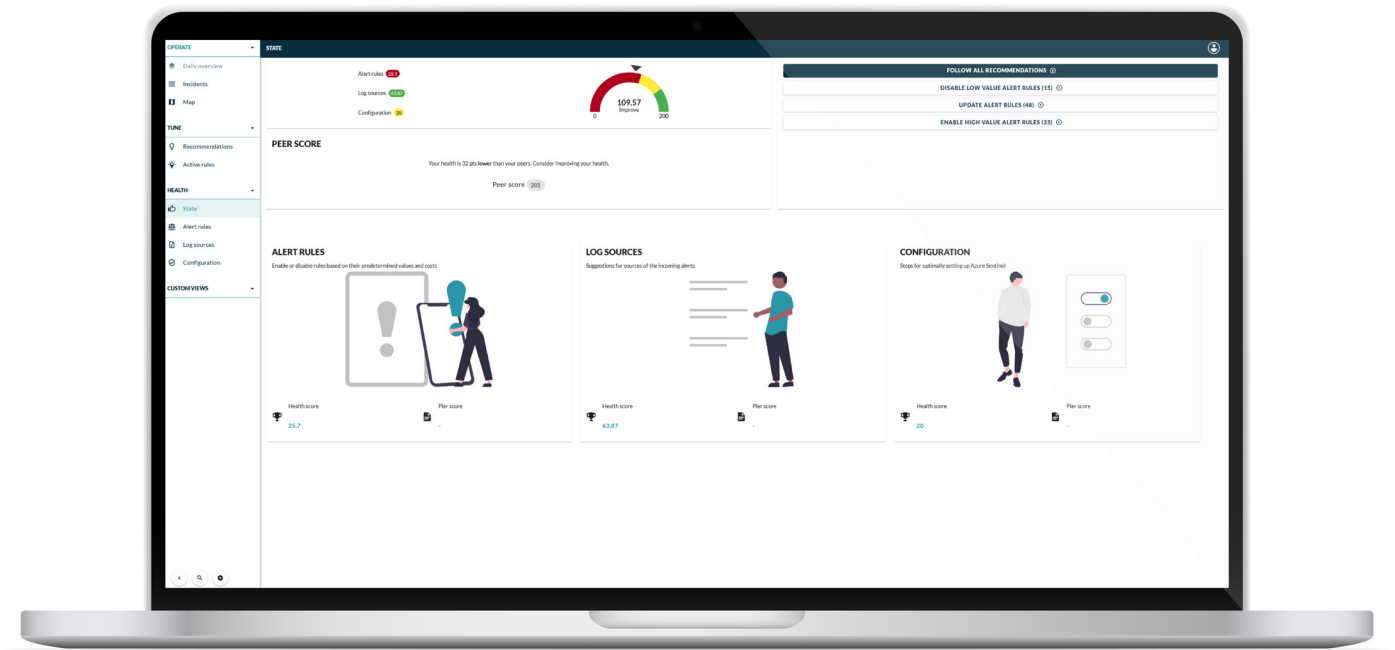 OPERATE
Daily overview
Incidents
Map
TUNE
Recommendations
Active rules
HEALTH
State
Alert rules
Log sources
Configuration
CUSTOM VIEWS
STATE
Alert rules 25.7
Log sources 63.87
Configuration 20
109.57
Improve
0 200
FOLLOW ALL RECOMMENDATIONS
DISABLE LOW VALUE ALERT RULES (15)
UPDATE ALERT RULES (48)
ENABLE HIGH VALUE ALERT RULES (23)
PEER SCORE
Your health is 32 pts lower than your peers. Consider improving your health.
Peer score 201
ALERT RULES
Enable or disable rules based on their predetermined values and costs
Health score
25.7
Pier score
-
LOG SOURCES
Suggestions for sources of the incoming alerts
Health score
63.87
Pier score
-
CONFIGURATION
Steps for optimally setting up Azure Sentinel
Health score
20
Pier score
-